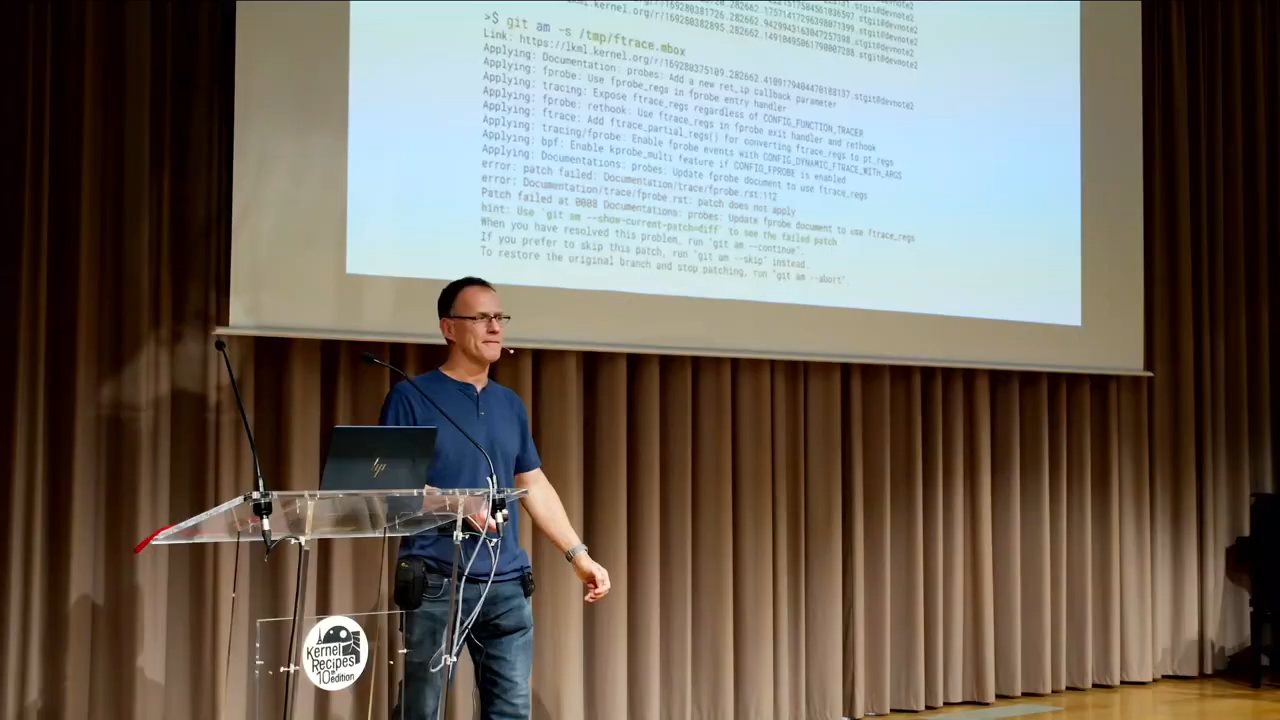 >$ git am -s /tmp/ftrace.mbox
Link: https://lkml.kernel.org/r/169280375109.282662.4109179404470188137.stgit@devnote2
Applying: Documentation: probes: Add a new ret_ip callback parameter
Applying: fprobe: Use fprobe_regs in fprobe entry handler
Applying: tracing: Expose ftrace_regs regardless of CONFIG_FUNCTION_TRACER
Applying: fprobe: rethook: Use ftrace_regs in fprobe exit handler and rethook
Applying: ftrace: Add ftrace_partial_regs() for converting ftrace_regs to pt_regs
Applying: tracing/fprobe: Enable fprobe events with CONFIG_DYNAMIC_FTRACE_WITH_ARGS
Applying: bpf: Enable kprobe_multi feature if CONFIG_FPROBE is enabled
Applying: Documentations: probes: Update fprobe document to use ftrace_regs
error: patch failed: Documentation/trace/fprobe.rst:112
error: Documentation/trace/fprobe.rst: patch does not apply
Patch failed at 0008 Documentations: probes: Update fprobe document to use ftrace_regs
hint: Use 'git am --show-current-patch=diff' to see the failed patch
When you have resolved this problem, run "git am --continue".
If you prefer to skip this patch, run "git am --skip" instead.
To restore the original branch and stop patching, run "git am --abort".
hp
Kernel
Recipes
10th edition